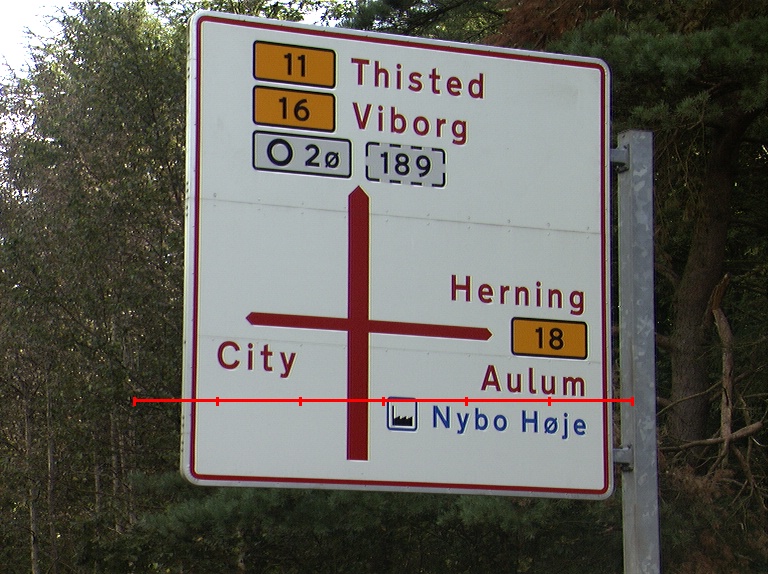 11 Thisted
16 Viborg
O 2ø 189
Herning
18
City
Aulum
Nybo Høje